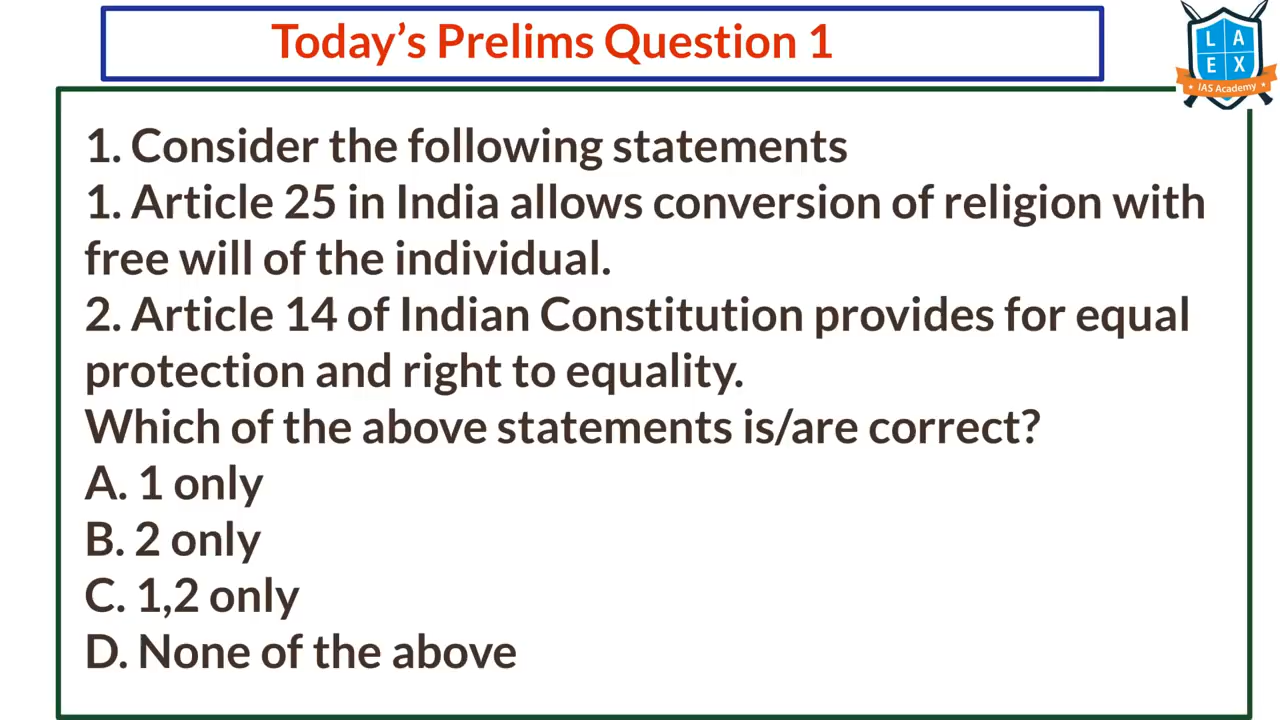 Today’s Prelims Question 1
L A
E X
IAS Academy
1. Consider the following statements
1. Article 25 in India allows conversion of religion with
free will of the individual.
2. Article 14 of Indian Constitution provides for equal
protection and right to equality.
Which of the above statements is/are correct?
A. 1 only
B. 2 only
C. 1,2 only
D. None of the above